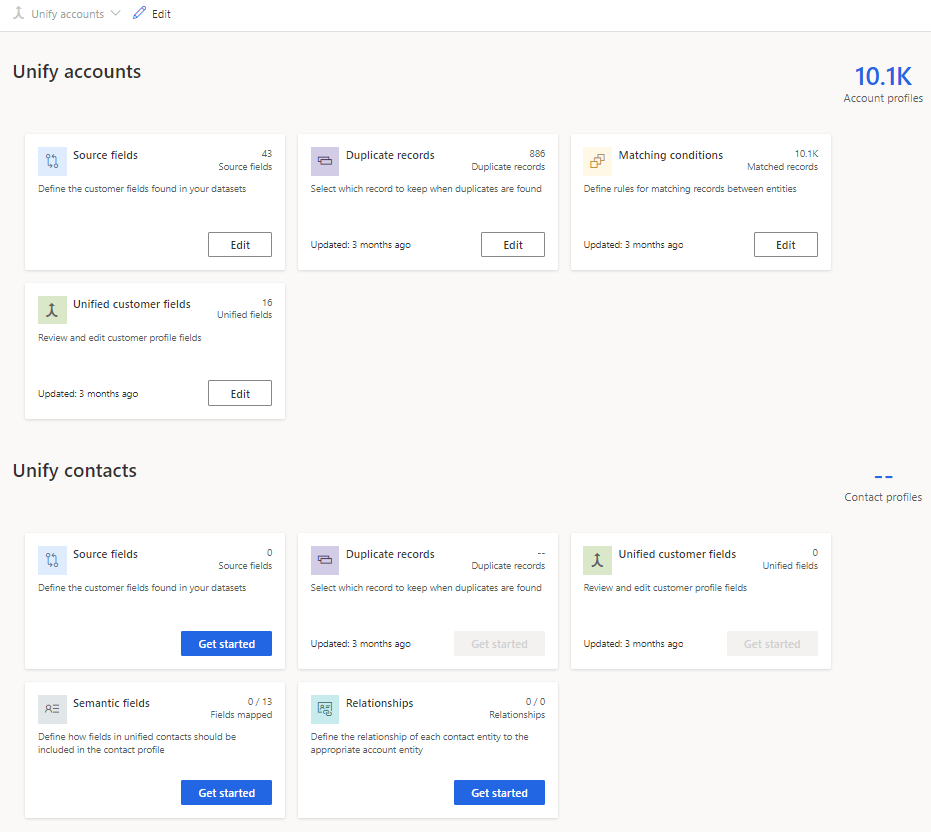 Unify accounts Edit
Unify accounts
10.1K
Account profiles
Source fields
43
Source fields
Define the customer fields found in your datasets
Edit
Duplicate records
886
Duplicate records
Select which record to keep when duplicates are found
Updated: 3 months ago
Edit
Matching conditions
10.1K
Matched records
Define rules for matching records between entities
Updated: 3 months ago
Edit
Unified customer fields
16
Unified fields
Review and edit customer profile fields
Updated: 3 months ago
Edit
Unify contacts
--
Contact profiles
Source fields
0
Source fields
Define the customer fields found in your datasets
Get started
Duplicate records
--
Duplicate records
Select which record to keep when duplicates are found
Updated: 3 months ago
Get started
Unified customer fields
0
Unified fields
Review and edit customer profile fields
Updated: 3 months ago
Get started
Semantic fields
0 / 13
Fields mapped
Define how fields in unified contacts should be
included in the contact profile
Get started
Relationships
0 / 0
Relationships
Define the relationship of each contact entity to the
appropriate account entity
Get started